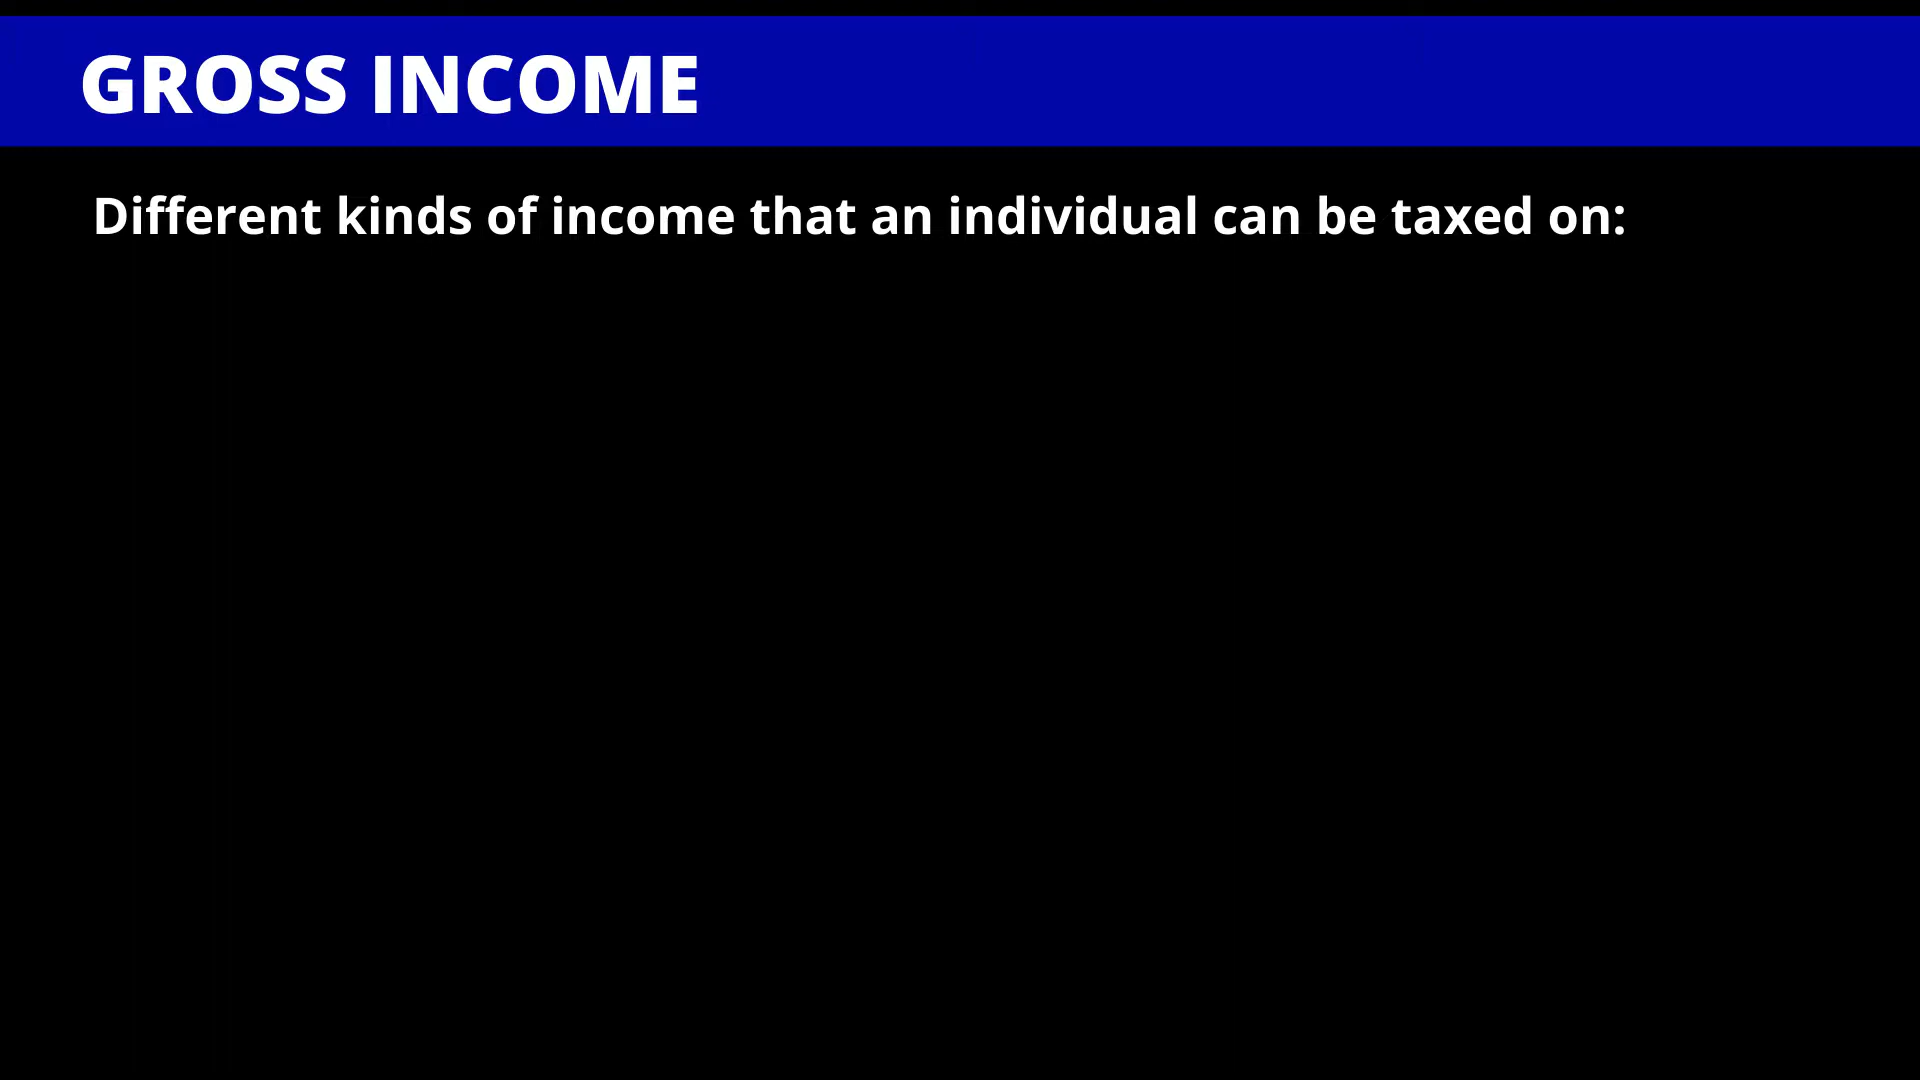 GROSS INCOME
Different kinds of income that an individual can be taxed on: